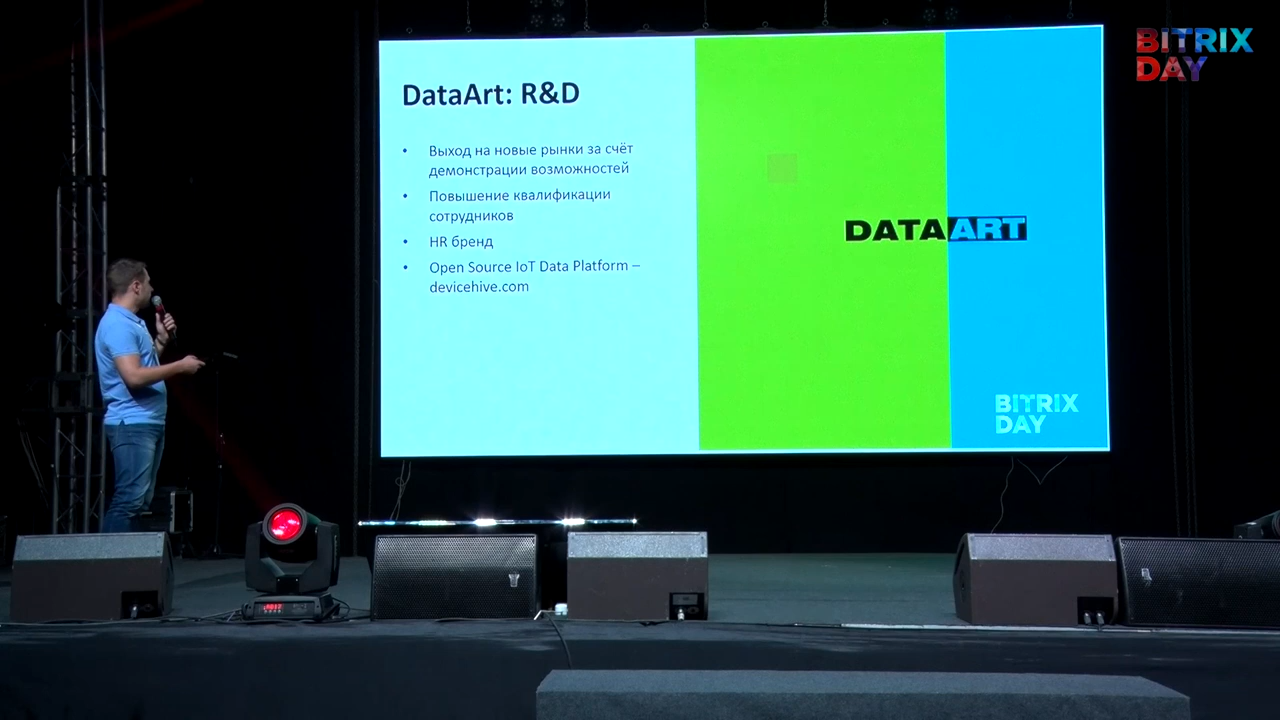 BITRIX
DAY
DataArt: R&D
• Выход на новые рынки за счёт
демонстрации возможностей
• Повышение квалификации
сотрудников
• HR бренд
• Open Source IoT Data Platform –
devicehive.com
DATAART
BITRIX
DAY